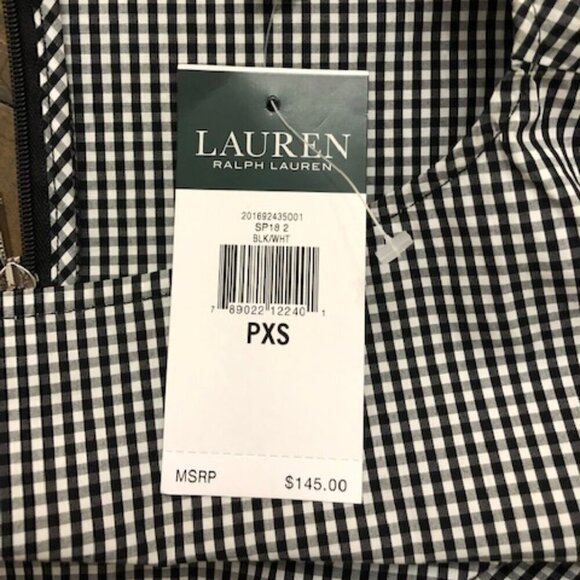 LAUREN
RALPH LAUREN
201692435001
SP18 2
BLK/WHT
7 89022 12240 1
PXS
MSRP $145.00